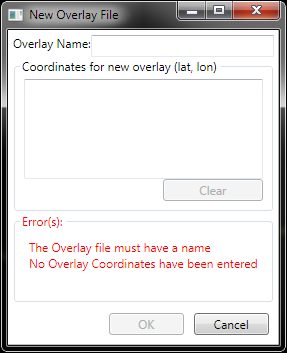 New Overlay File
Overlay Name:
Coordinates for new overlay (lat, lon)
Clear
Error(s):
The Overlay file must have a name
No Overlay Coordinates have been entered
OK Cancel